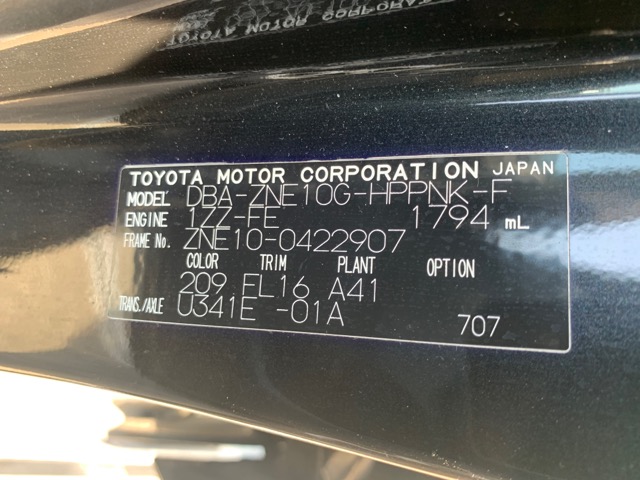 TOYOTA MOTOR CORPORATION JAPAN
MODEL DBA-ZNE10G-HPPNK-F
ENGINE 1ZZ-FE 1794 mL
FRAME No. ZNE10-0422907
COLOR TRIM PLANT OPTION
209 FL16 A41
TRANS./AXLE U341E -01A
707